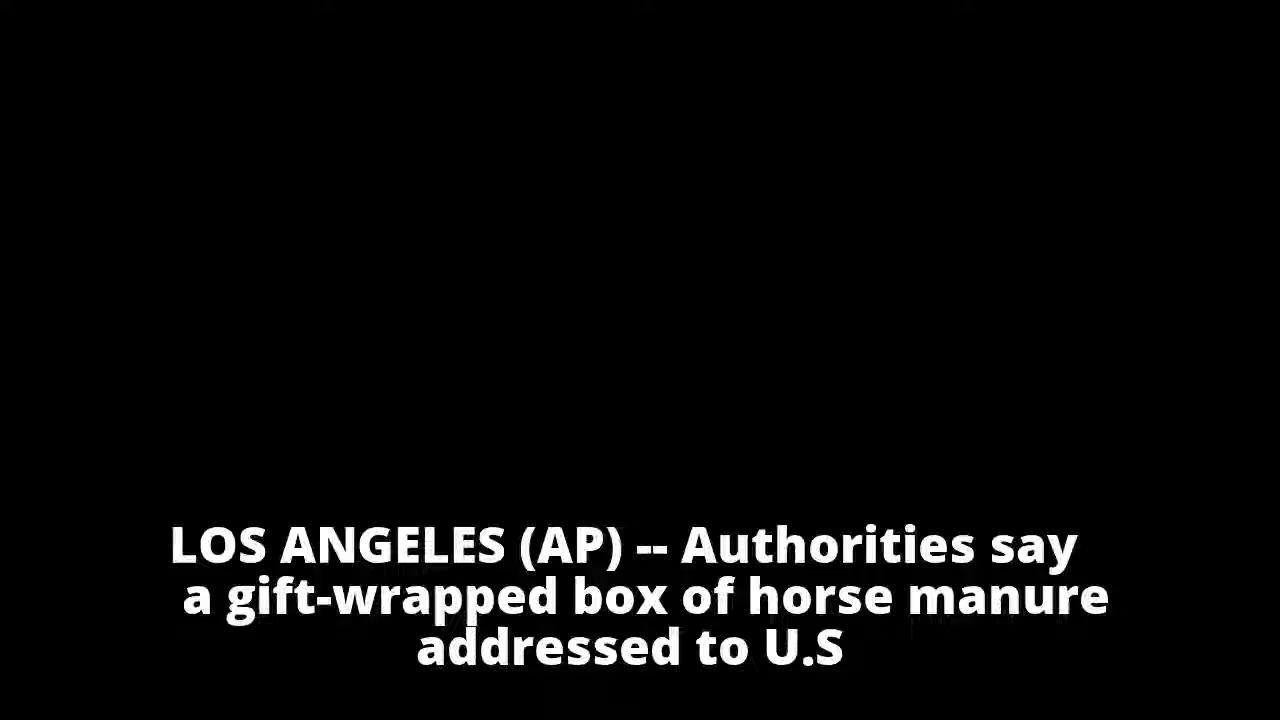 LOS ANGELES (AP) -- Authorities say
a gift-wrapped box of horse manure
addressed to U.S